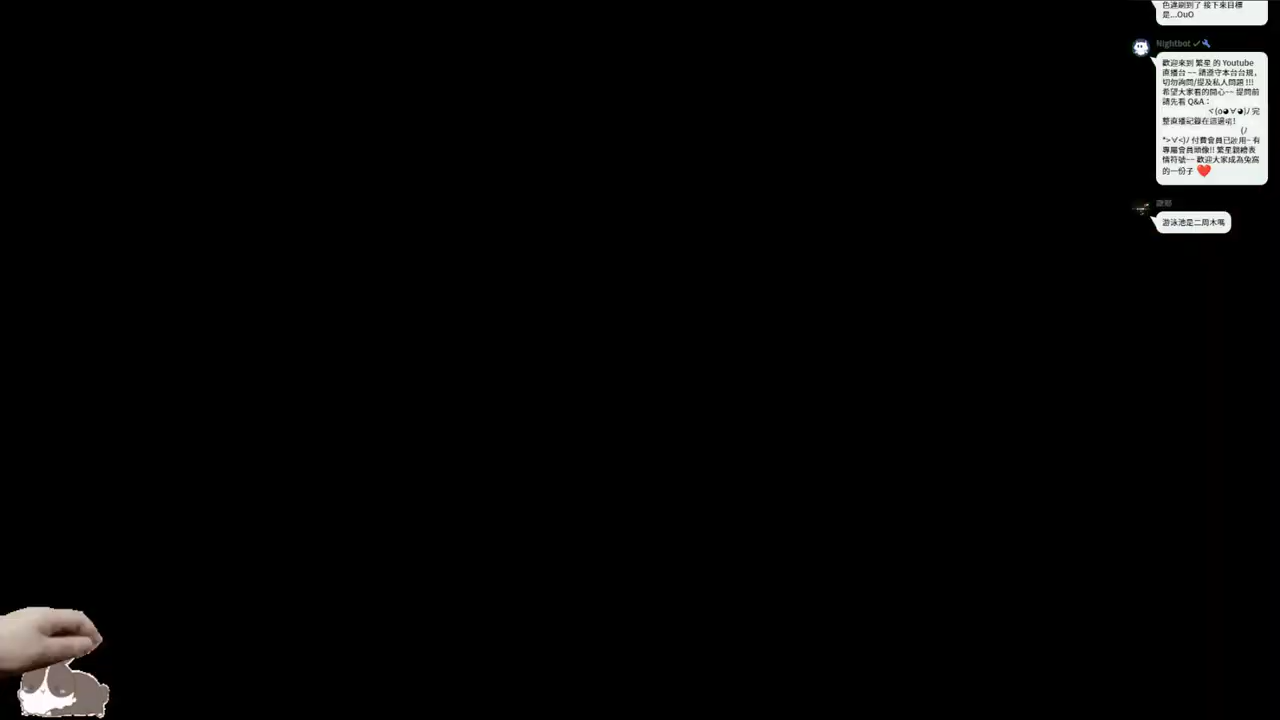 色違刷到了 接下來目標
是...OuO
Nightbot
歡迎來到 繁星 的 Youtube
直播台 ~~ 請遵守本台台規,
切勿詢問/提及私人問題 !!!
希望大家看的開心~~ 提問前
請先看 Q&A：
ヾ(o◕∀◕)ﾉ 完
整直播記錄在這邊唷!
(ﾉ
*>∀<)ﾉ 付費會員已啟用~ 有
專屬會員頭像!! 繁星親繪表
情符號~~ 歡迎大家成為兔窩
的一份子 ❤️
游泳池是二周木嗎